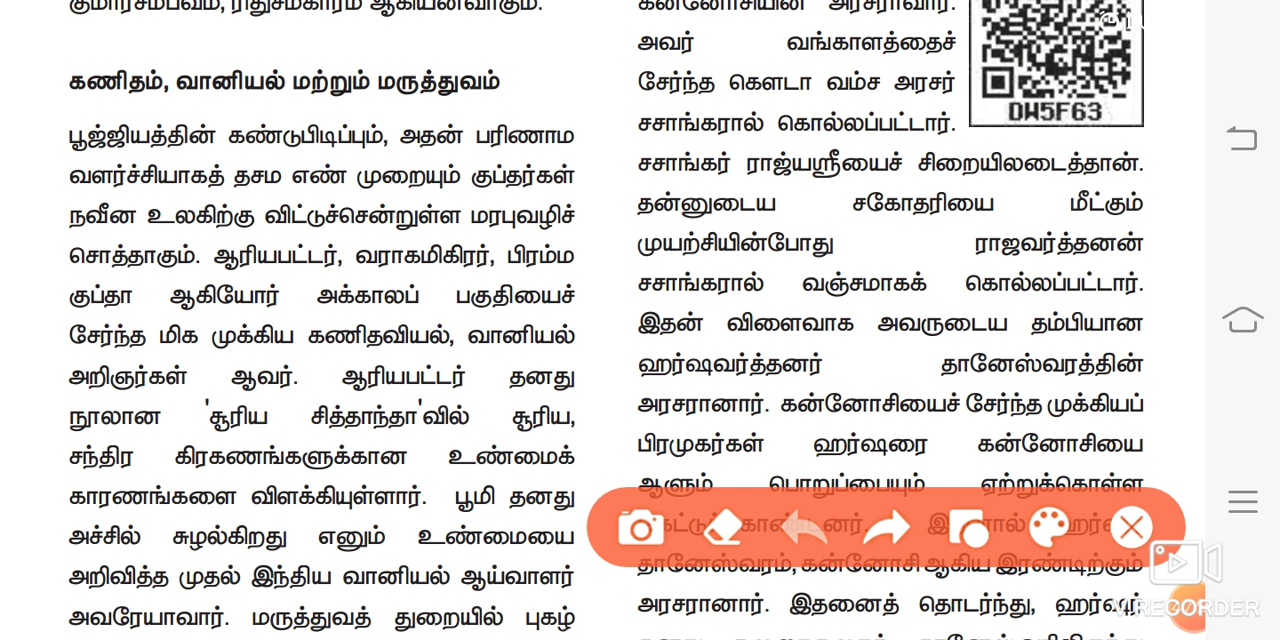 குமாரசம்பவம், ரிதுசம்காரம் ஆகியனவாகும்.
கணிதம், வானியல் மற்றும் மருத்துவம்
பூஜ்ஜியத்தின் கண்டுபிடிப்பும், அதன் பரிணாம
வளர்ச்சியாகத் தசம எண் முறையும் குப்தர்கள்
நவீன உலகிற்கு விட்டுச்சென்றுள்ள மரபுவழிச்
சொத்தாகும். ஆரியபட்டர், வராகமிகிரர், பிரம்ம
குப்தா ஆகியோர் அக்காலப் பகுதியைச்
சேர்ந்த மிக முக்கிய கணிதவியல், வானியல்
அறிஞர்கள் ஆவர். ஆரியபட்டர் தனது
நூலான 'சூரிய சித்தாந்தா'வில் சூரிய,
சந்திர கிரகணங்களுக்கான உண்மைக்
காரணங்களை விளக்கியுள்ளார். பூமி தனது
அச்சில் சுழல்கிறது எனும் உண்மையை
அறிவித்த முதல் இந்திய வானியல் ஆய்வாளர்
அவரேயாவார். மருத்துவத் துறையில் புகழ்
கன்னோசியின் அரசராவார்.
அவர் வங்காளத்தைச்
சேர்ந்த கௌடா வம்ச அரசர்
சசாங்கரால் கொல்லப்பட்டார்.
சசாங்கர் ராஜ்யஸ்ரீயைச் சிறையிலடைத்தான்.
தன்னுடைய சகோதரியை மீட்கும்
முயற்சியின்போது ராஜவர்த்தனன்
சசாங்கரால் வஞ்சமாகக் கொல்லப்பட்டார்.
இதன் விளைவாக அவருடைய தம்பியான
ஹர்ஷவர்த்தனர் தானேஸ்வரத்தின்
அரசரானார். கன்னோசியைச் சேர்ந்த முக்கியப்
பிரமுகர்கள் ஹர்ஷரை கன்னோசியை
ஆளும் பொறுப்பையும் ஏற்றுக்கொள்ள
தானேஸ்வரம், கன்னோசி ஆகிய இரண்டிற்கும்
அரசரானார். இதனைத் தொடர்ந்து, ஹர்ஷர்
DW5F63